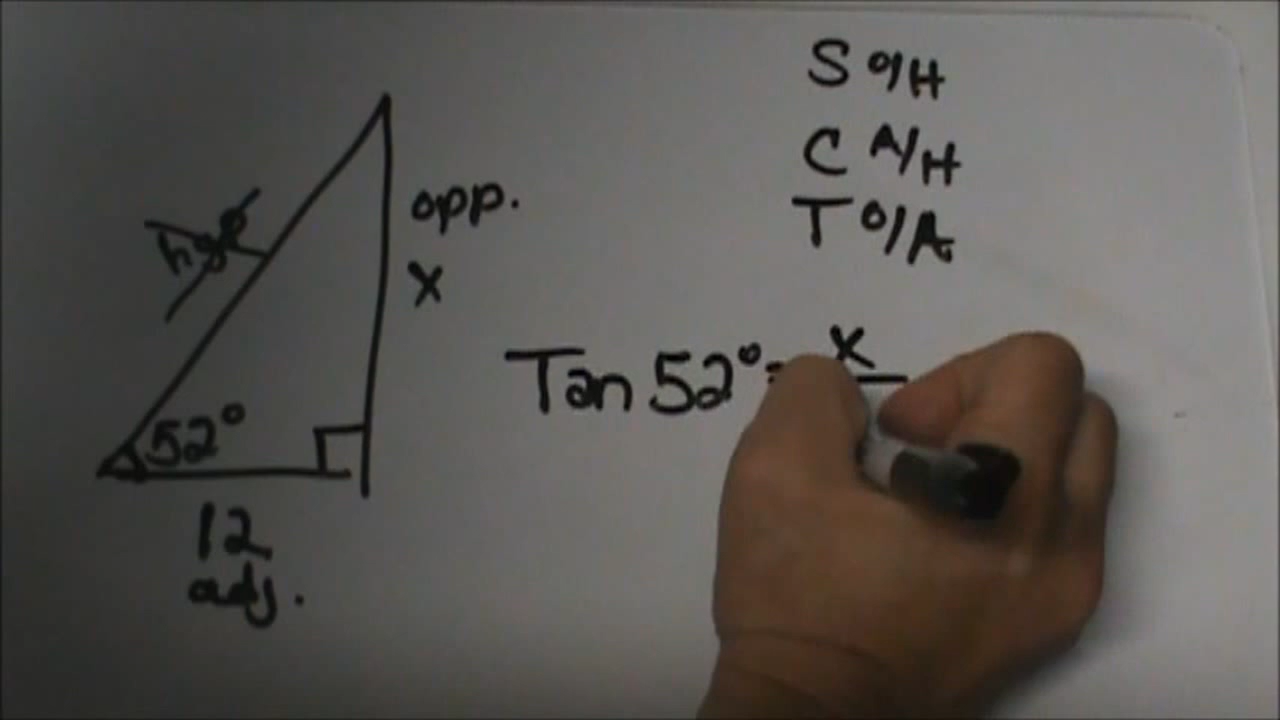 S O/H
C A/H
T O/A
opp.
hyp
x
Tan 52° = x
52°
12
adj.